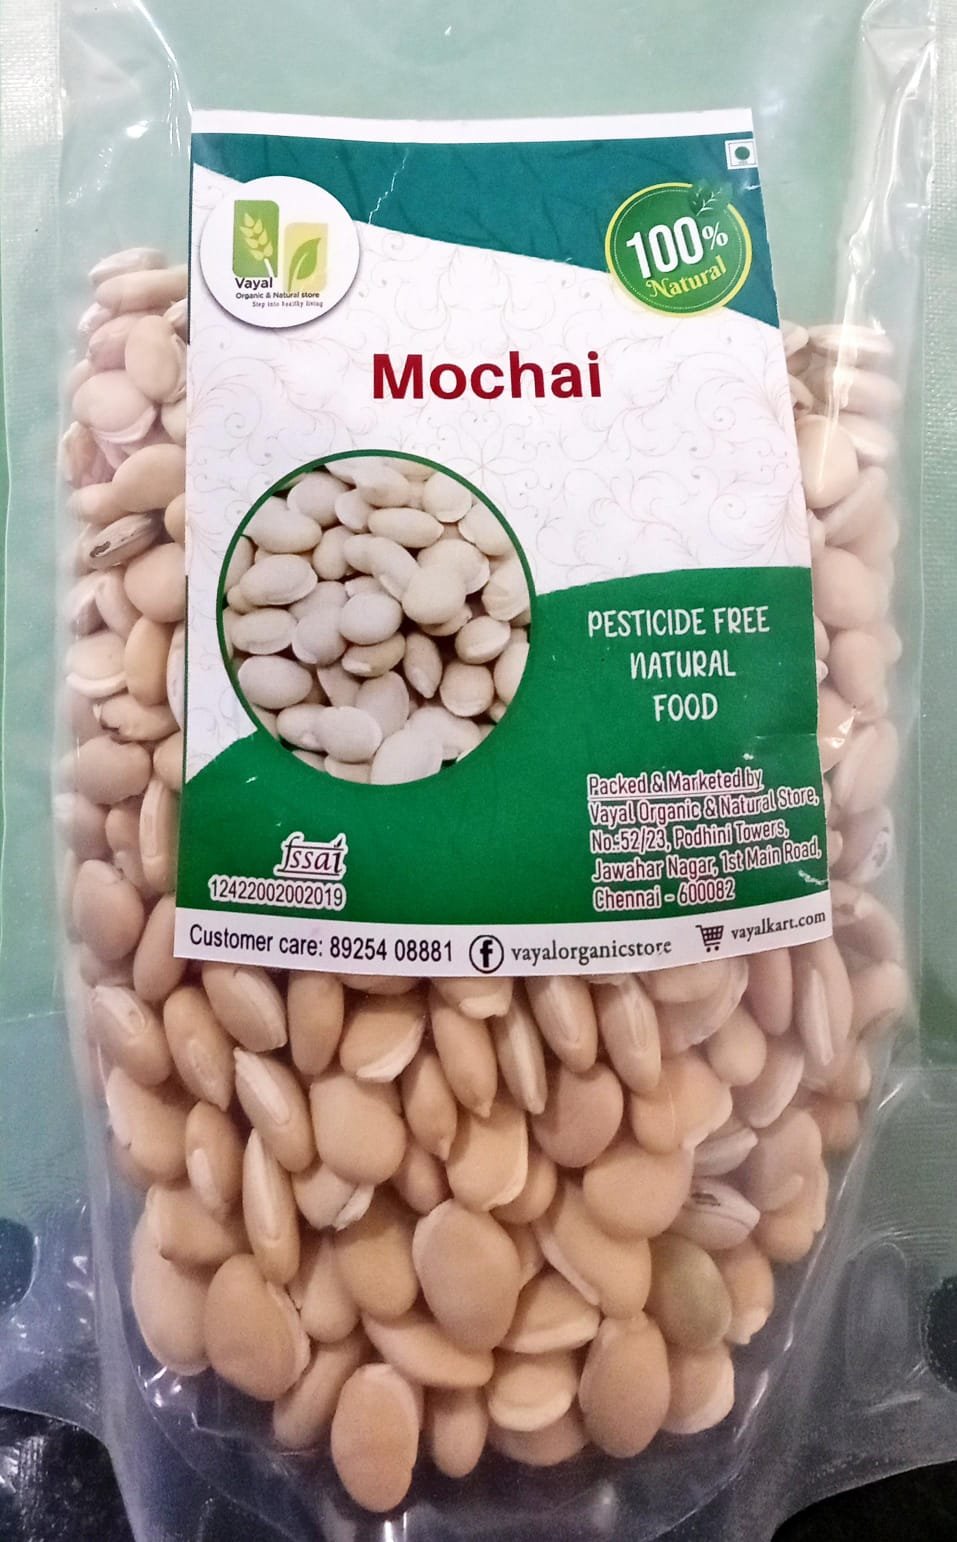 Vayal
Organic & Natural store
Step into healthy living
100%
Natural
Mochai
PESTICIDE FREE
NATURAL
FOOD
Packed & Marketed by
Vayal Organic & Natural Store,
No:52/23, Podhini Towers,
Jawahar Nagar, 1st Main Road,
Chennai - 600082
fssai
12422002002019
Customer care: 89254 08881
vayalorganicstore
vayalkart.com